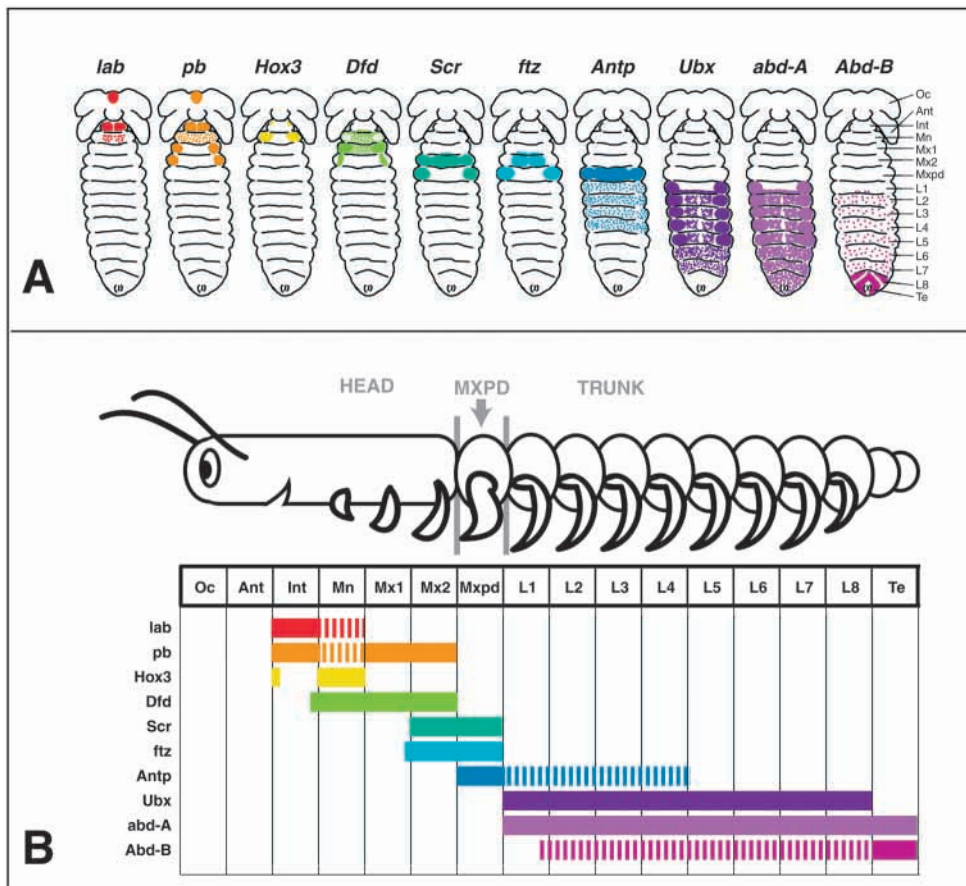 lab pb Hox3 Dfd Scr ftz Antp Ubx abd-A Abd-B
Oc
Ant
Int
Mn
Mx1
Mx2
Mxpd
L1
L2
L3
L4
L5
L6
L7
L8
Te
A
HEAD MXPD TRUNK
Oc Ant Int Mn Mx1 Mx2 Mxpd L1 L2 L3 L4 L5 L6 L7 L8 Te
lab
pb
Hox3
Dfd
Scr
ftz
Antp
Ubx
abd-A
Abd-B
B